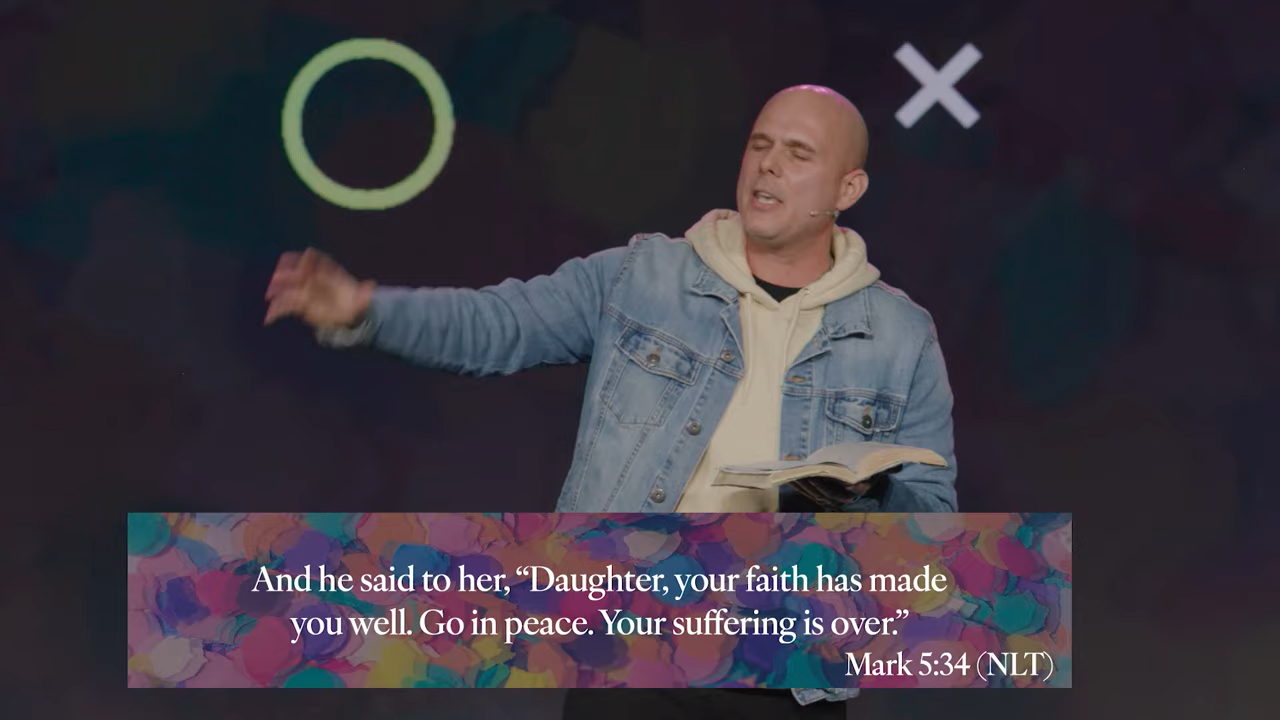 And he said to her, “Daughter, your faith has made
you well. Go in peace. Your suffering is over.”
Mark 5:34 (NLT)